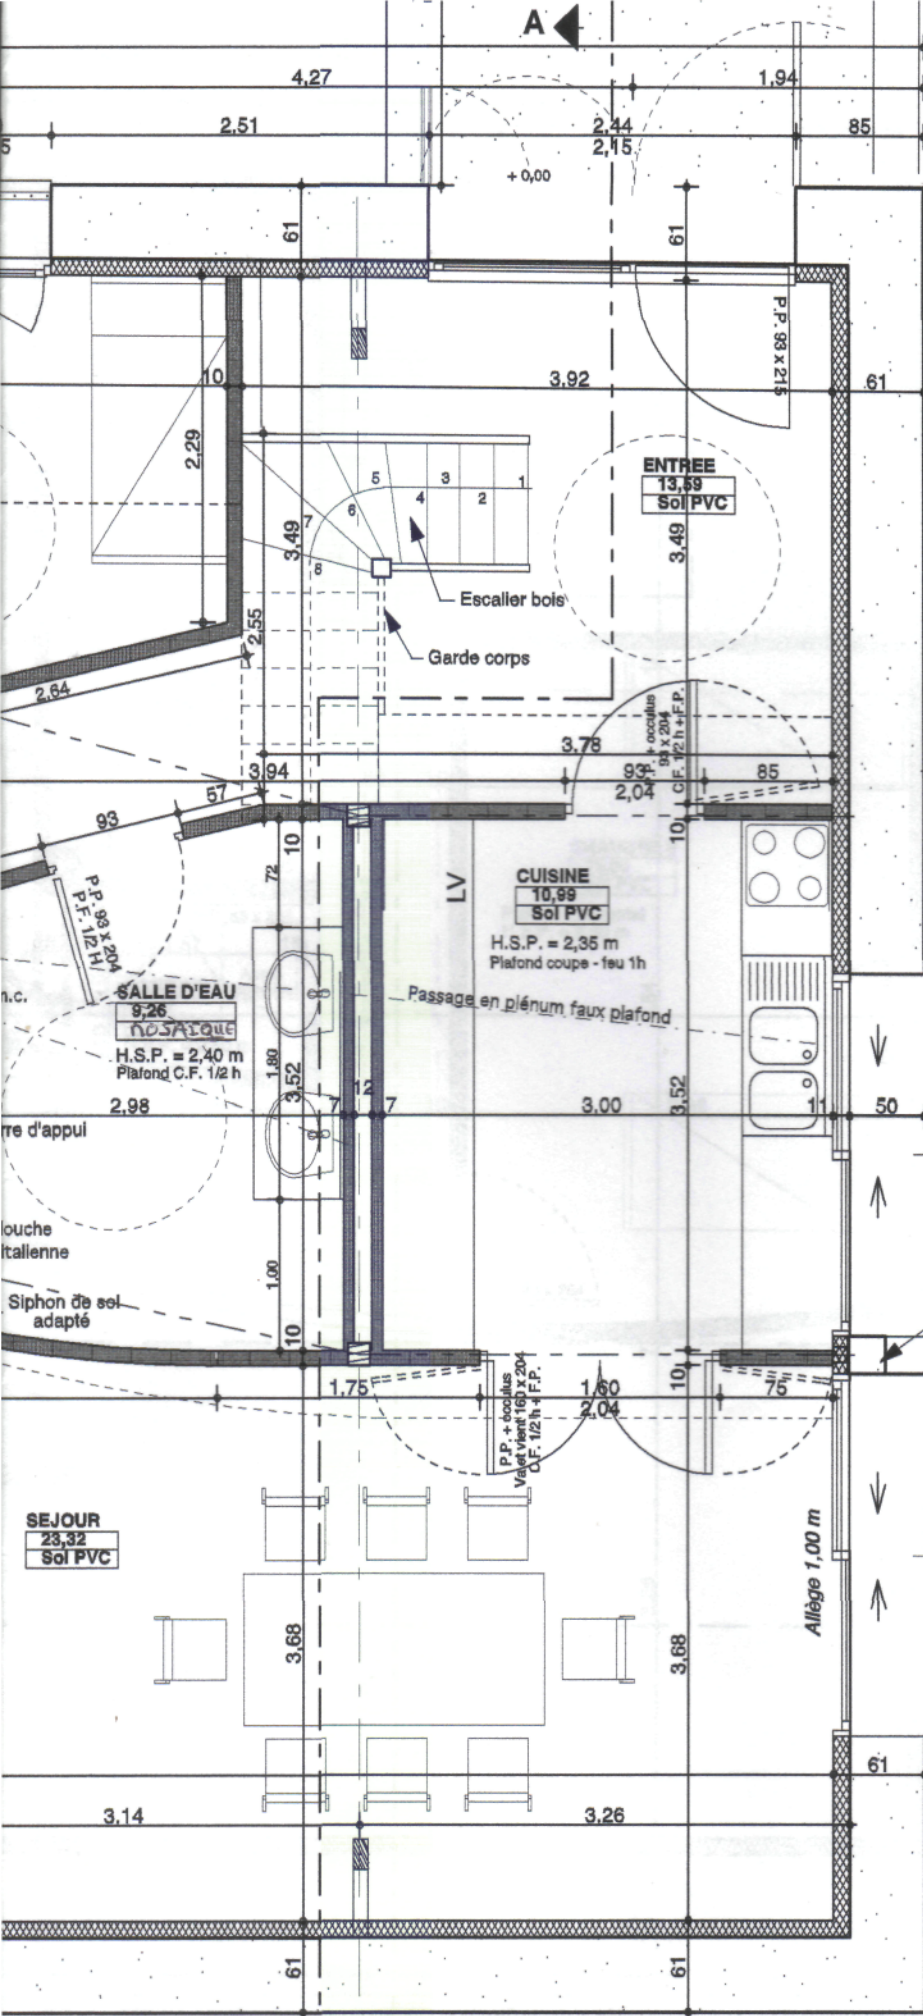 A
4,27
1,94
2,51
2,44
85
5
2,15
+ 0,00
61
61
P.P. 93 x 215
10
3,92
61
2,29
ENTREE
13,59
Sol PVC
5
3
1
4
2
6
7
3,49
3,49
8
Escalier bois
2,55
Garde corps
2,64
P.P. + occulus
93 x 204
C.F. 1/2 h + F.P.
3,78
3,94
93
85
57
2,04
93
10
10
72
P.P. 93 x 204
P.F. 1/2 H/
LV
CUISINE
10,99
Sol PVC
H.S.P. = 2,35 m
Plafond coupe - feu 1h
n.c.
SALLE D'EAU
9,26
MOSAIQUE
H.S.P. = 2,40 m
Plafond C.F. 1/2 h
Passage en plénum faux plafond
1.80
3,52
3,52
2,98
7
12
7
3.00
11
50
rre d'appui
louche
italienne
1.00
Siphon de sol
adapté
10
10
1,75
1,60
75
2,04
P.P. + occulus
Va et vient 160 x 204
C.F. 1/2 h + F.P.
SEJOUR
23,32
Sol PVC
Allège 1,00 m
3,68
3,68
61
3.14
3.26
61
61